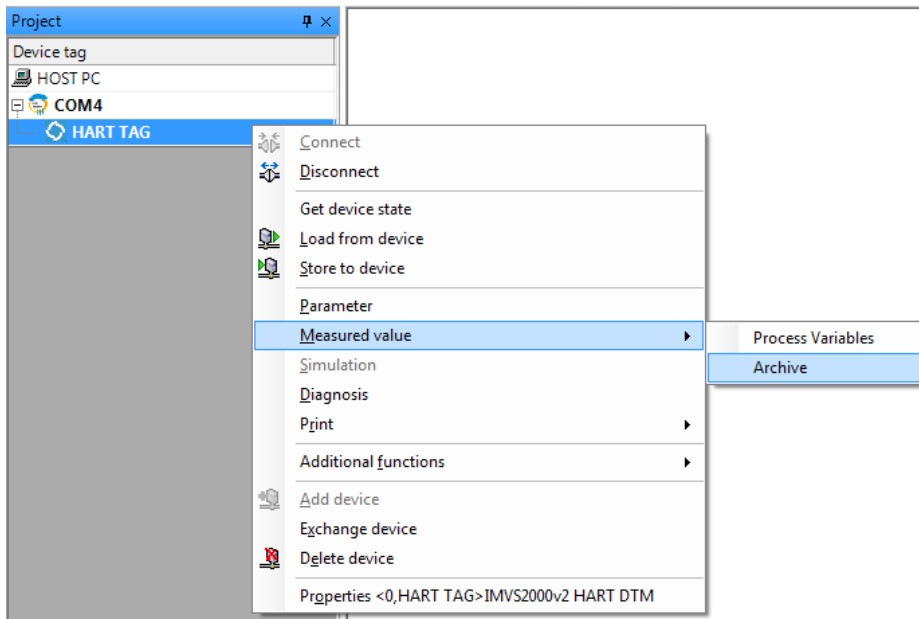 Project
Device tag
HOST PC
COM4
HART TAG
Connect
Disconnect
Get device state
Load from device
Store to device
Parameter
Measured value
Process Variables
Archive
Simulation
Diagnosis
Print
Additional functions
Add device
Exchange device
Delete device
Properties <0,HART TAG>IMVS2000v2 HART DTM